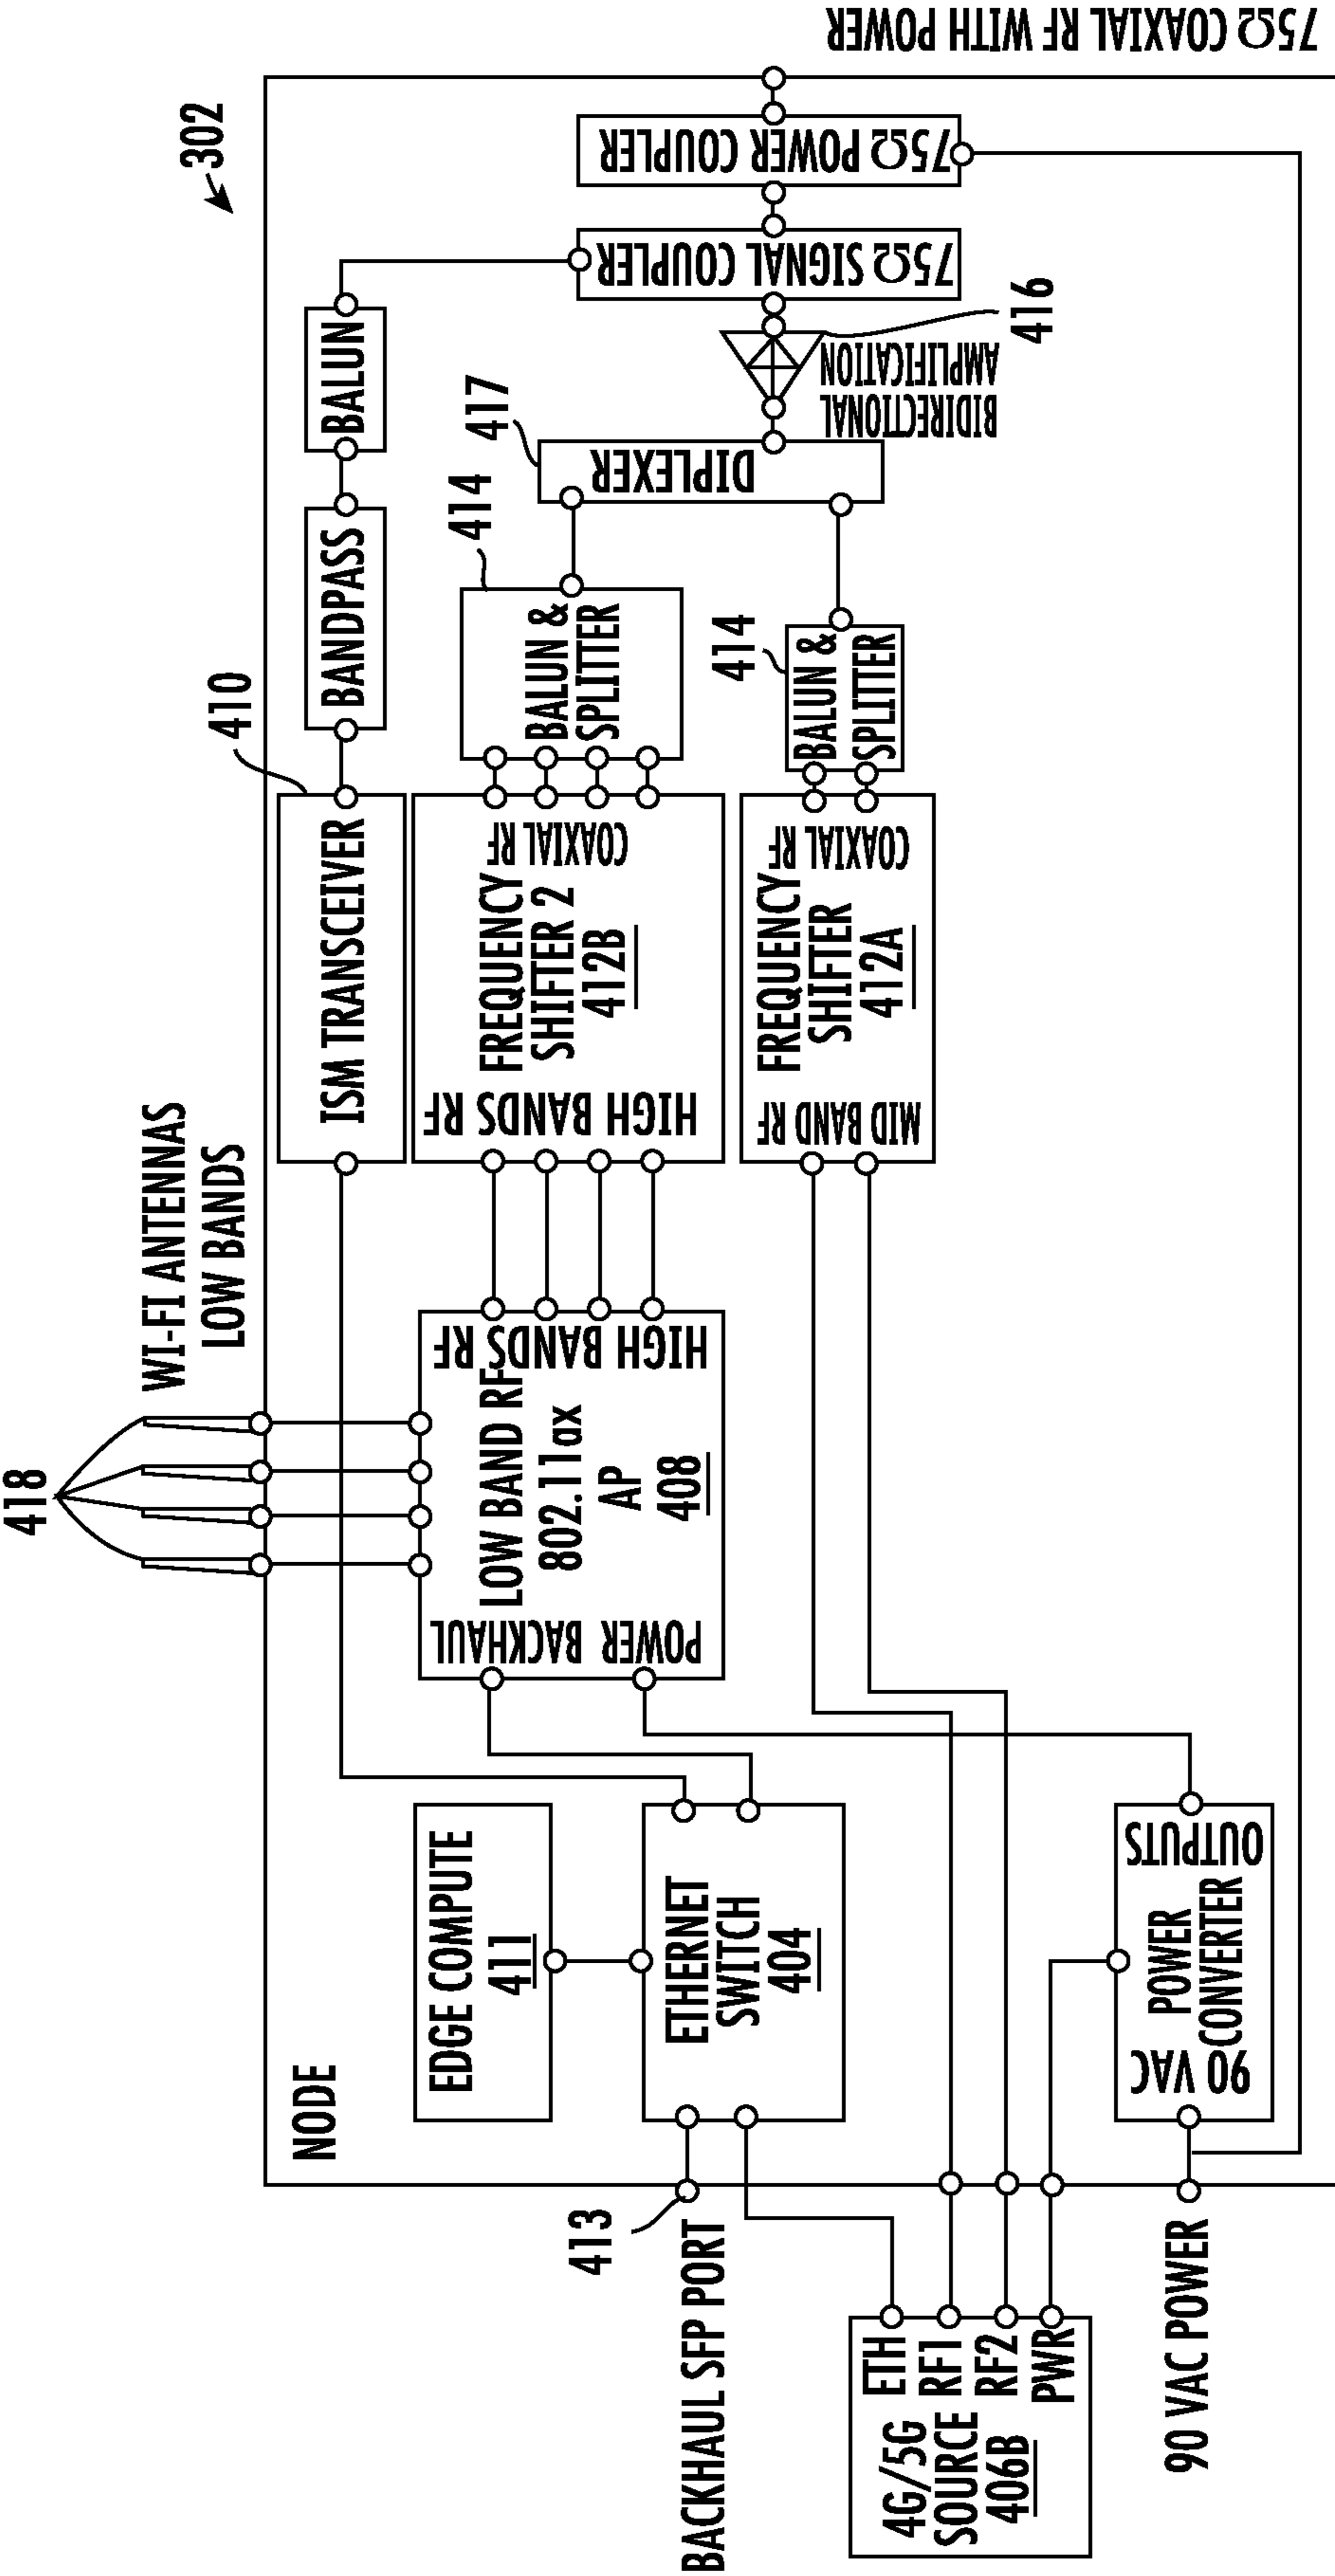 302
NODE
418
WI-FI ANTENNAS
LOW BANDS
EDGE COMPUTE
411
ETHERNET
SWITCH
404
413
BACKHAUL SFP PORT
4G/5G
SOURCE
406B
ETH
RF1
RF2
PWR
90 VAC POWER
90 VAC
POWER
CONVERTER
OUTPUTS
BACKHAUL
POWER
LOW BAND RF
802.11ax
AP
408
HIGH BANDS RF
410
ISM TRANSCEIVER
BANDPASS
BALUN
HIGH BANDS RF
FREQUENCY
SHIFTER 2
412B
COAXIAL RF
MID BAND RF
FREQUENCY
SHIFTER
412A
COAXIAL RF
414
BALUN &
SPLITTER
414
BALUN &
SPLITTER
417
DIPLEXER
BIDIRECTIONAL
AMPLIFICATION
416
75Ω SIGNAL COUPLER
75Ω POWER COUPLER
75Ω COAXIAL RF WITH POWER